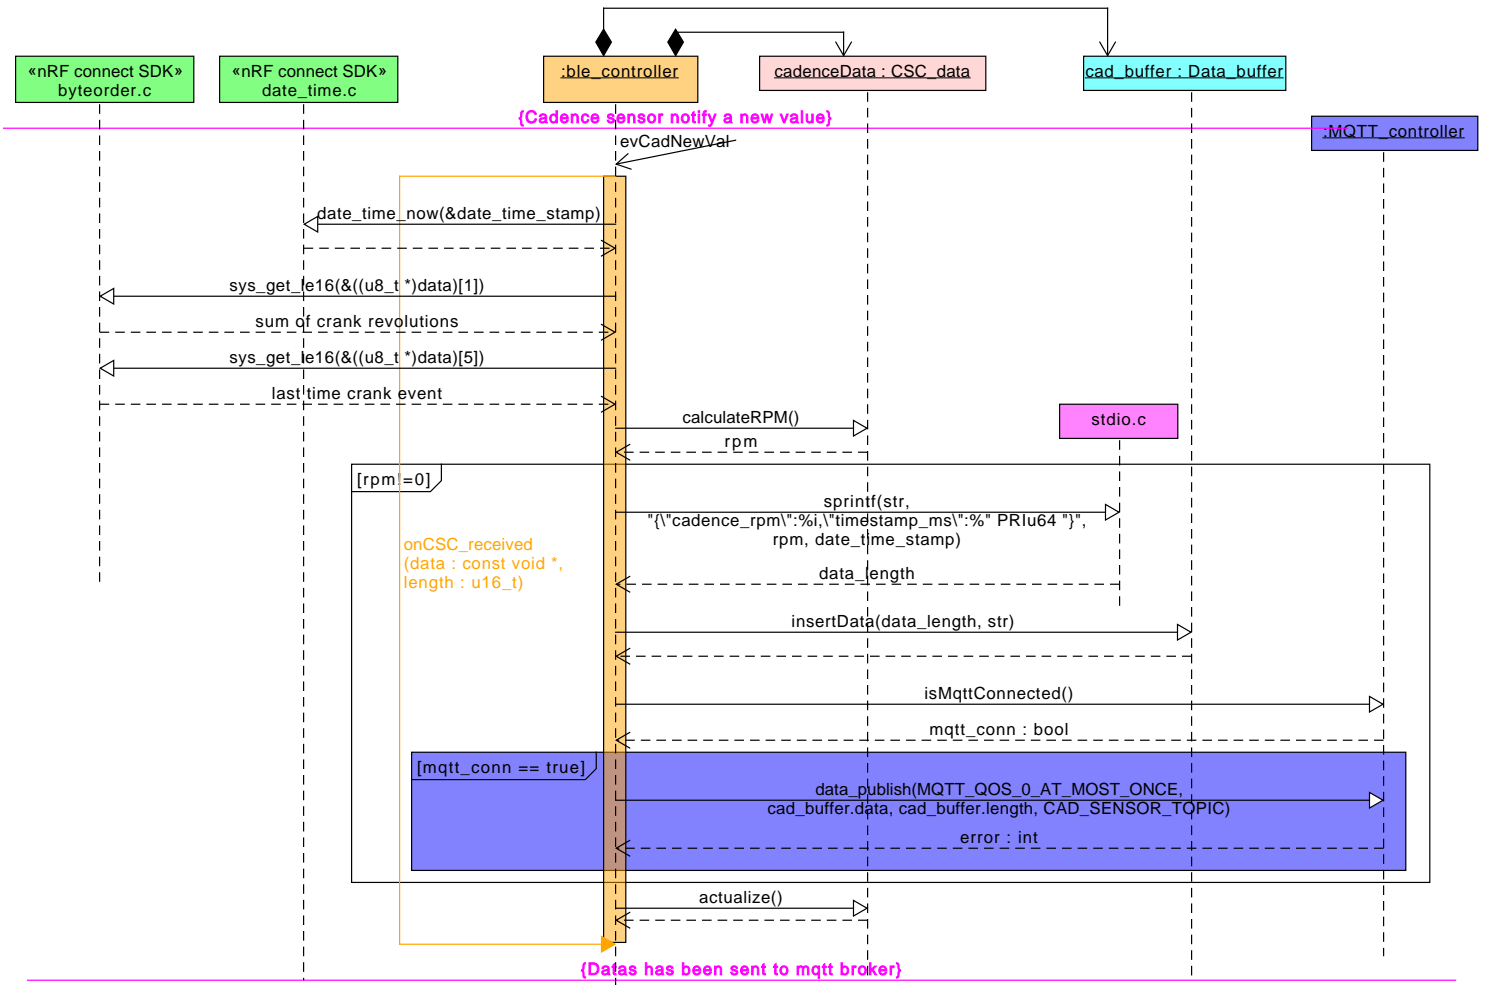 «nRF connect SDK»
byteorder.c
«nRF connect SDK»
date_time.c
:ble_controller
cadenceData : CSC_data
cad_buffer : Data_buffer
{Cadence sensor notify a new value}
:MQTT_controller
evCadNewVal
date_time_now(&date_time_stamp)
sys_get_le16(&((u8_t *)data)[1])
sum of crank revolutions
sys_get_le16(&((u8_t *)data)[5])
last time crank event
calculateRPM()
stdio.c
rpm
[rpm!=0]
sprintf(str,
"{\"cadence_rpm\":%i,\"timestamp_ms\":%" PRIu64 "}",
rpm, date_time_stamp)
onCSC_received
(data : const void *,
length : u16_t)
data_length
insertData(data_length, str)
isMqttConnected()
mqtt_conn : bool
[mqtt_conn == true]
data_publish(MQTT_QOS_0_AT_MOST_ONCE,
cad_buffer.data, cad_buffer.length, CAD_SENSOR_TOPIC)
error : int
actualize()
{Datas has been sent to mqtt broker}